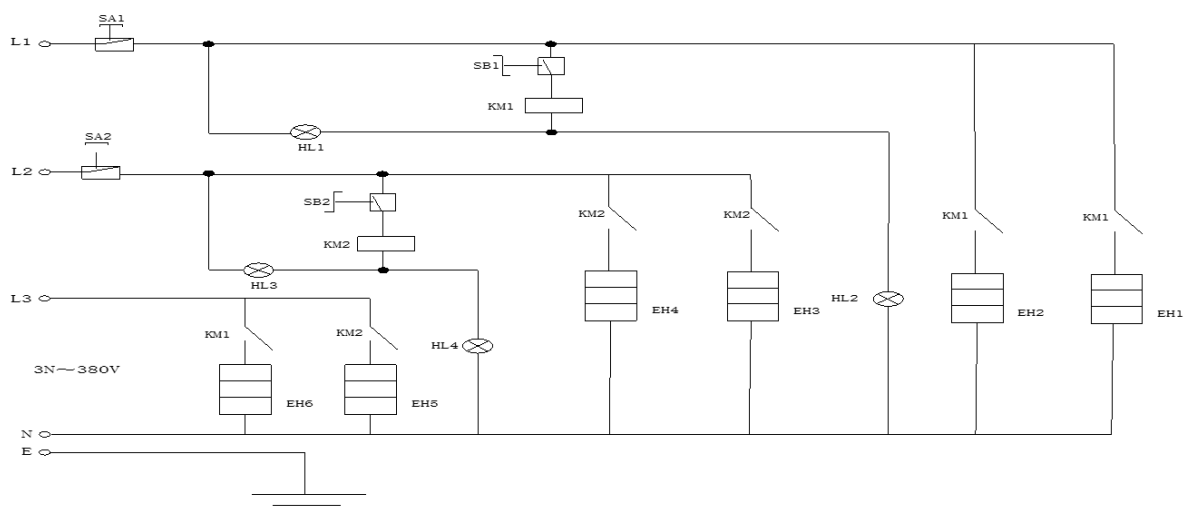 SA1
L1
SB1
KM1
HL1
SA2
L2
SB2
KM2
KM2
KM2
KM1
KM1
HL3
L3
HL2
EH4
EH3
EH2
EH1
KM1
KM2
HL4
3N～380V
EH6
EH5
N
E